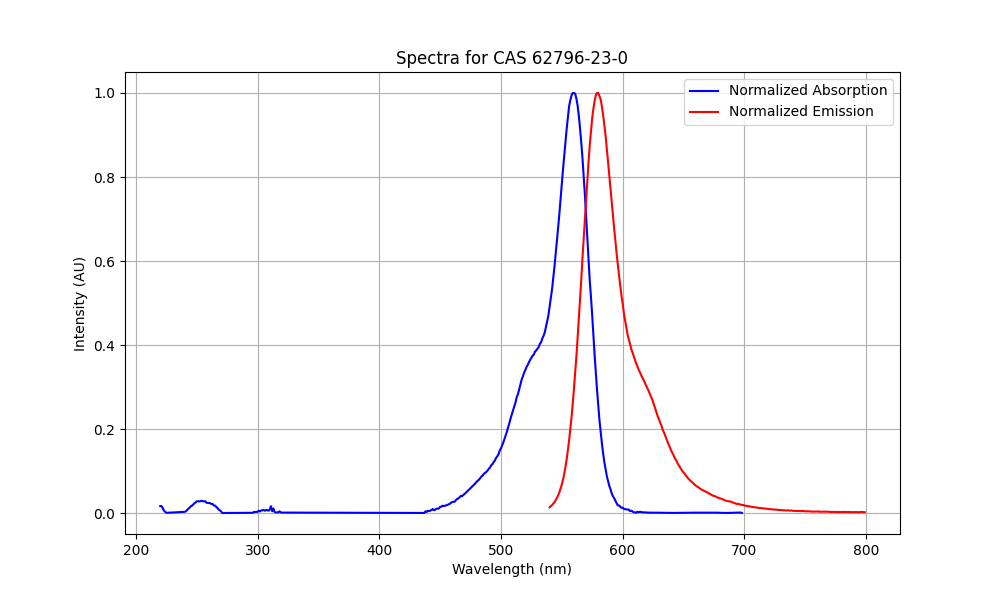 Spectra for CAS 62796-23-0
Normalized Absorption
Normalized Emission
1.0
0.8
0.6
0.4
0.2
0.0
Intensity (AU)
200 300 400 500 600 700 800
Wavelength (nm)